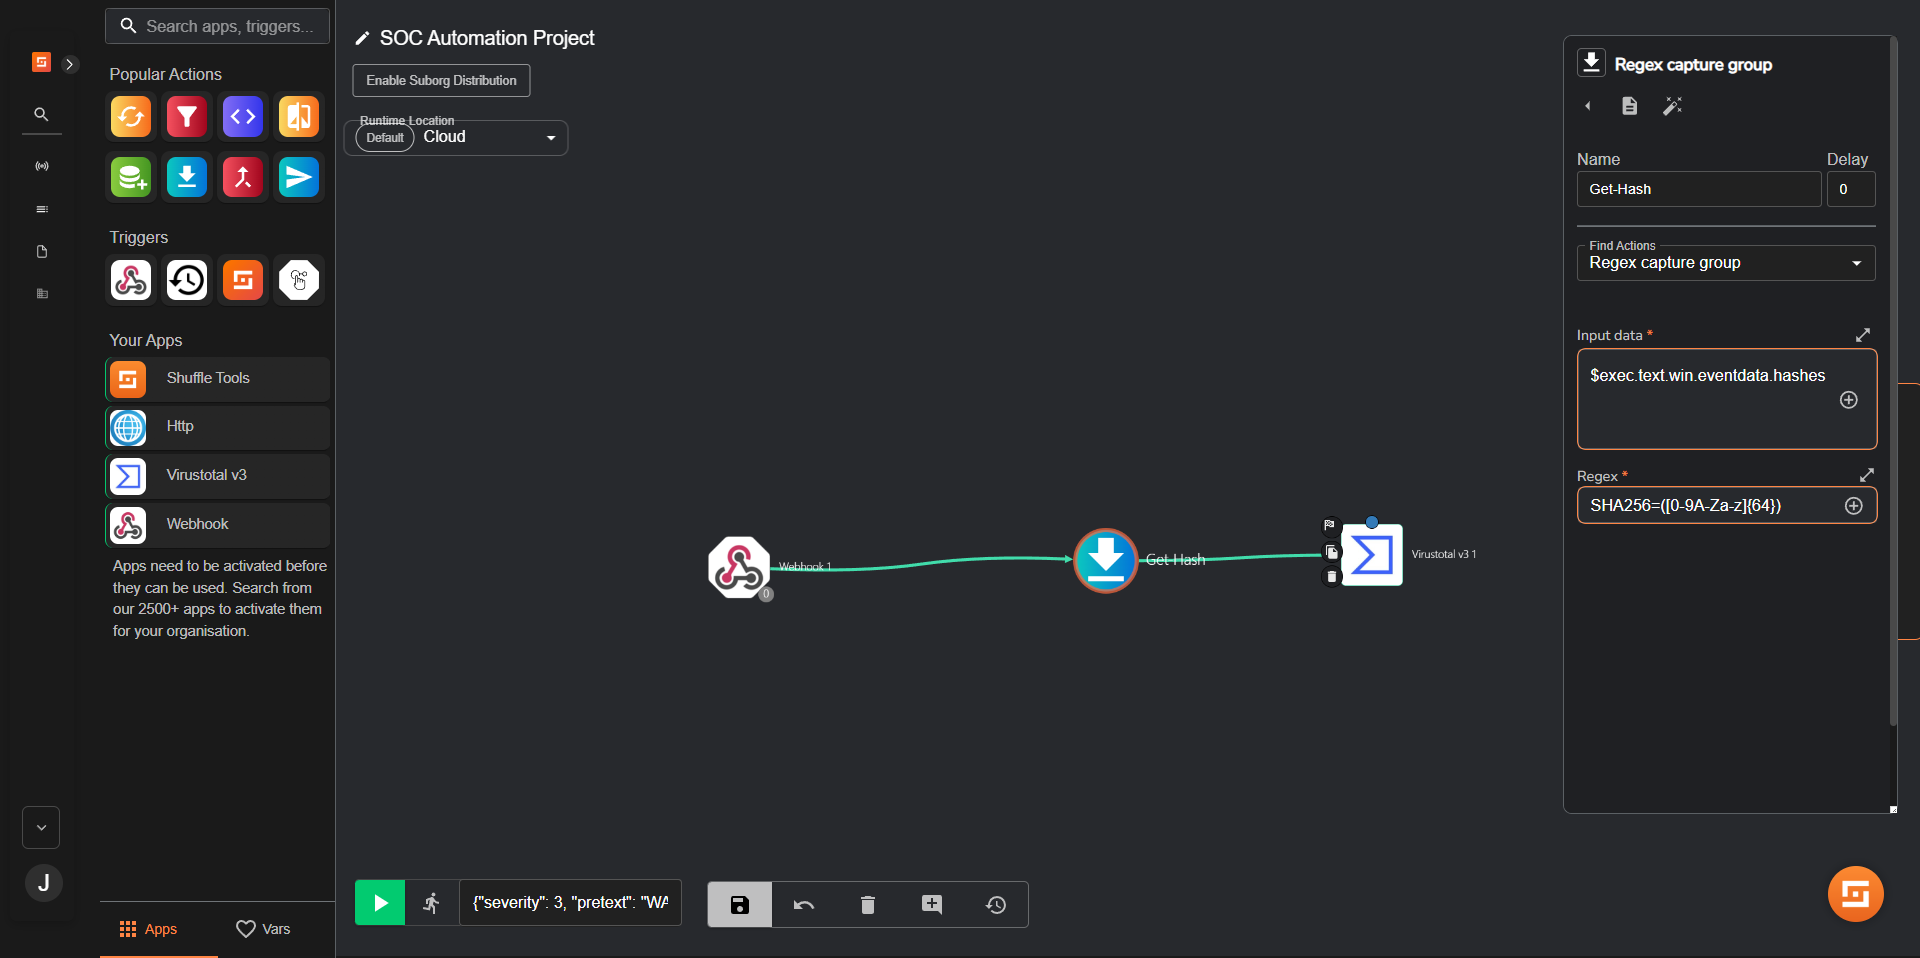 Search apps, triggers...
Popular Actions
Triggers
Your Apps
Shuffle Tools
Http
Virustotal v3
Webhook
Apps need to be activated before
they can be used. Search from
our 2500+ apps to activate them
for your organisation.
J
Apps
Vars
SOC Automation Project
Enable Suborg Distribution
Runtime Location
Default
Cloud
Webhook 1
0
Get-Hash
Virustotal v3 1
{"severity": 3, "pretext": "WA
Regex capture group
Name
Delay
Get-Hash
0
Find Actions
Regex capture group
Input data *
$exec.text.win.eventdata.hashes
Regex *
SHA256=([0-9A-Za-z]{64})